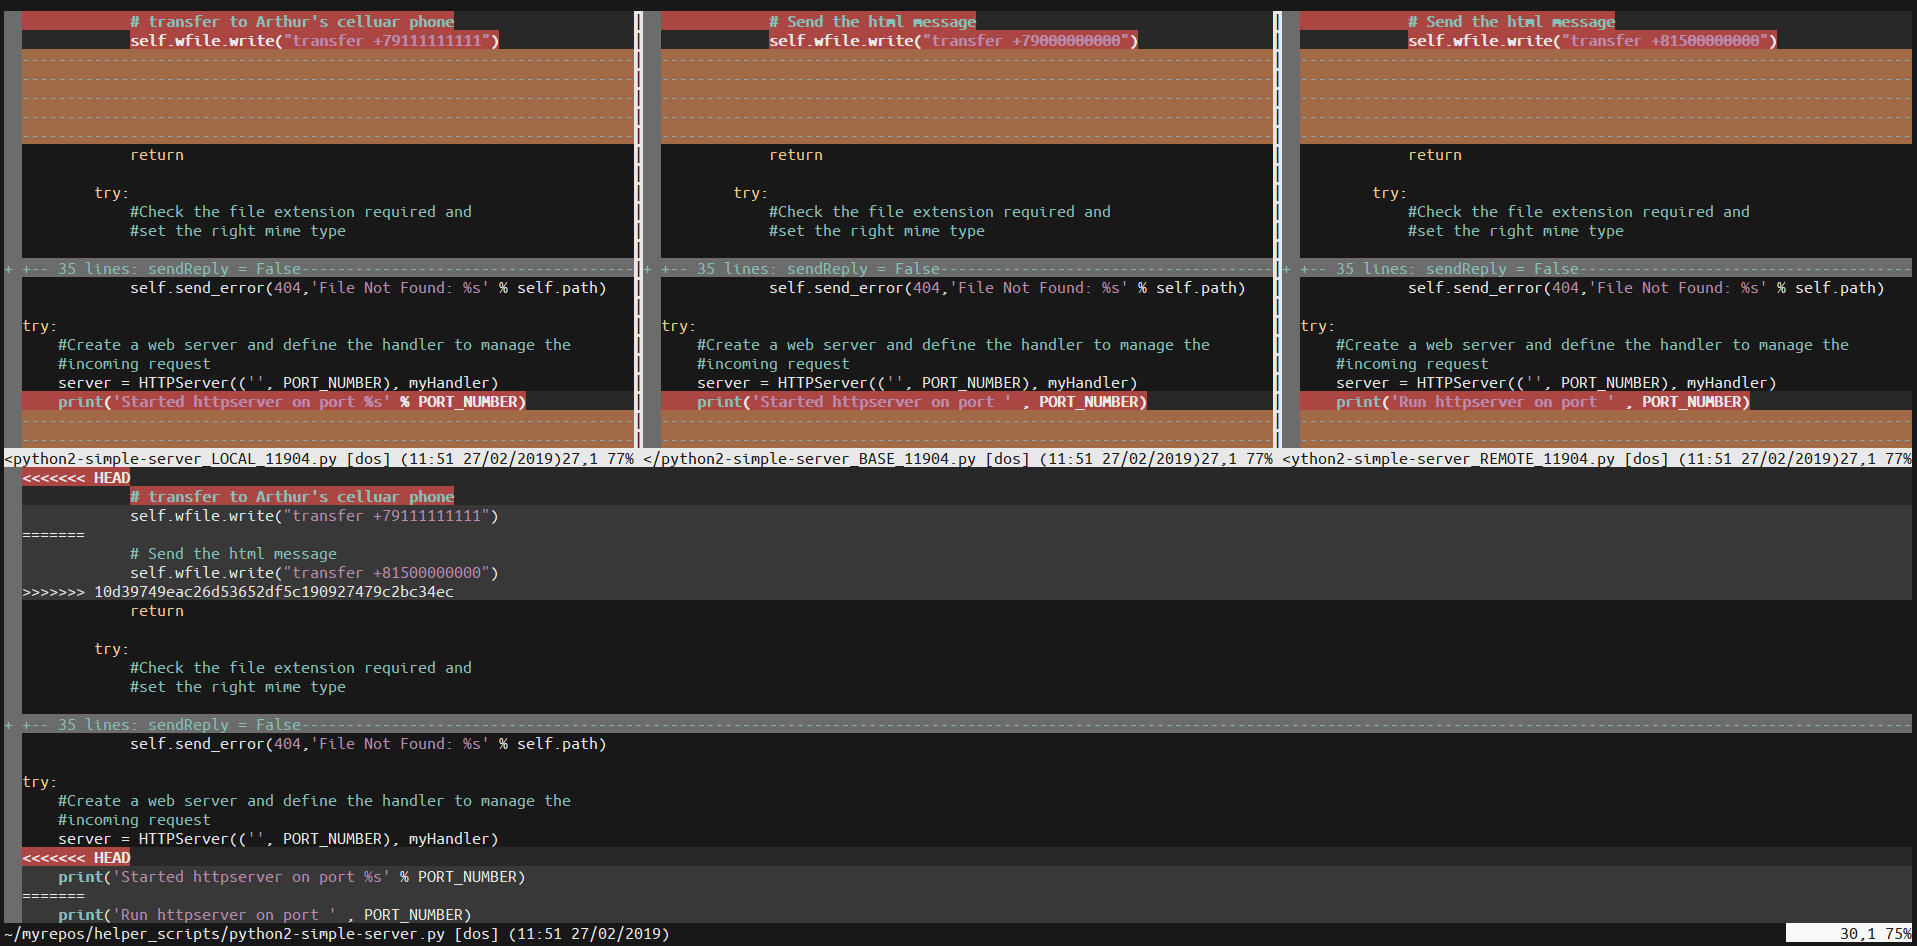 # transfer to Arthur's celluar phone
self.wfile.write("transfer +79111111111")
return
try:
#Check the file extension required and
#set the right mime type
+ +-- 35 lines: sendReply = False-------------------------------------
self.send_error(404,'File Not Found: %s' % self.path)
try:
#Create a web server and define the handler to manage the
#incoming request
server = HTTPServer(('', PORT_NUMBER), myHandler)
print('Started httpserver on port %s' % PORT_NUMBER)
<python2-simple-server_LOCAL_11904.py [dos] (11:51 27/02/2019)27,1 77%
# Send the html message
self.wfile.write("transfer +79000000000")
return
try:
#Check the file extension required and
#set the right mime type
+ +-- 35 lines: sendReply = False-------------------------------------
self.send_error(404,'File Not Found: %s' % self.path)
try:
#Create a web server and define the handler to manage the
#incoming request
server = HTTPServer(('', PORT_NUMBER), myHandler)
print('Started httpserver on port ' , PORT_NUMBER)
</python2-simple-server_BASE_11904.py [dos] (11:51 27/02/2019)27,1 77%
# Send the html message
self.wfile.write("transfer +81500000000")
return
try:
#Check the file extension required and
#set the right mime type
+ +-- 35 lines: sendReply = False-------------------------------------
self.send_error(404,'File Not Found: %s' % self.path)
try:
#Create a web server and define the handler to manage the
#incoming request
server = HTTPServer(('', PORT_NUMBER), myHandler)
print('Run httpserver on port ' , PORT_NUMBER)
<ython2-simple-server_REMOTE_11904.py [dos] (11:51 27/02/2019)27,1 77%
<<<<<<< HEAD
# transfer to Arthur's celluar phone
self.wfile.write("transfer +79111111111")
=======
# Send the html message
self.wfile.write("transfer +81500000000")
>>>>>>> 10d39749eac26d53652df5c190927479c2bc34ec
return
try:
#Check the file extension required and
#set the right mime type
+ +-- 35 lines: sendReply = False-------------------------------------
self.send_error(404,'File Not Found: %s' % self.path)
try:
#Create a web server and define the handler to manage the
#incoming request
server = HTTPServer(('', PORT_NUMBER), myHandler)
<<<<<<< HEAD
print('Started httpserver on port %s' % PORT_NUMBER)
=======
print('Run httpserver on port ' , PORT_NUMBER)
~/myrepos/helper_scripts/python2-simple-server.py [dos] (11:51 27/02/2019) 30,1 75%